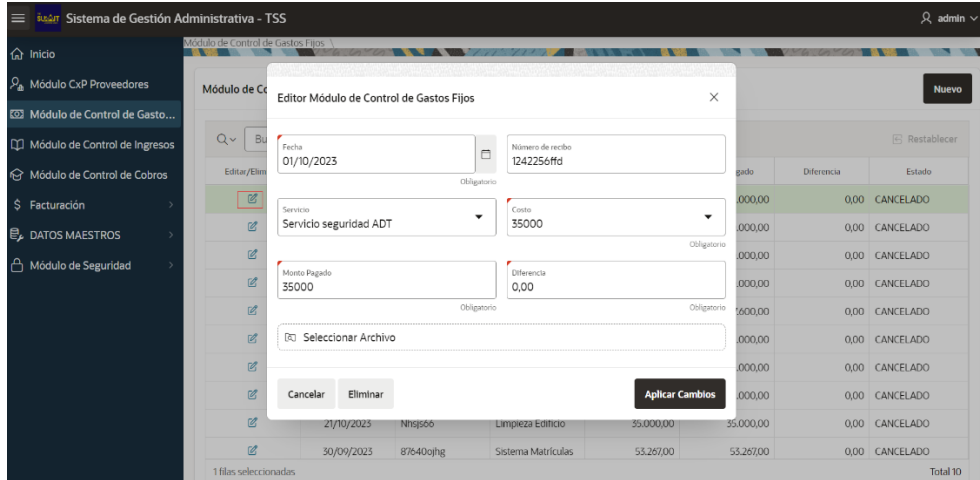 Sistema de Gestión Administrativa - TSS
admin
Inicio
Módulo CxP Proveedores
Módulo de Control de Gasto...
Módulo de Control de Ingresos
Módulo de Control de Cobros
Facturación
DATOS MAESTROS
Módulo de Seguridad
Módulo de Control de Gastos Fijos \
Módulo de Co
Nuevo
Bu
Restablecer
Editar/Elim
gado
Diferencia
Estado
.000,00 0,00 CANCELADO
.000,00 0,00 CANCELADO
.000,00 0,00 CANCELADO
.000,00 0,00 CANCELADO
.600,00 0,00 CANCELADO
.000,00 0,00 CANCELADO
.000,00 0,00 CANCELADO
.000,00 0,00 CANCELADO
21/10/2023 Nhsjs66 Limpieza Edificio 35.000,00 35.000,00 0,00 CANCELADO
30/09/2023 87640ojhg Sistema Matrículas 53.267,00 53.267,00 0,00 CANCELADO
1 filas seleccionadas
Total 10
Editor Módulo de Control de Gastos Fijos
Fecha
01/10/2023
Obligatorio
Número de recibo
1242256ffd
Servicio
Servicio seguridad ADT
Costo
35000
Obligatorio
Monto Pagado
35000
Obligatorio
Diferencia
0,00
Obligatorio
Seleccionar Archivo
Cancelar
Eliminar
Aplicar Cambios